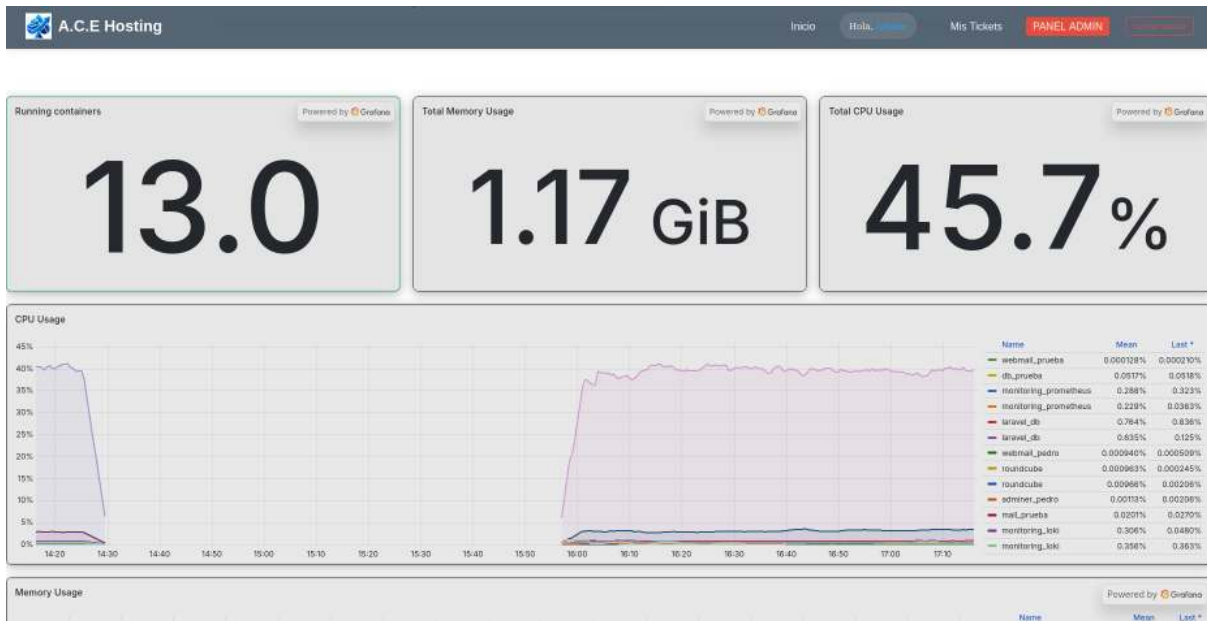 A.C.E Hosting
Inicio
Hola,
Mis Tickets
PANEL ADMIN
Running containers
Powered by Grafana
13.0
Total Memory Usage
Powered by Grafana
1.17 GiB
Total CPU Usage
Powered by Grafana
45.7%
CPU Usage
45%
40%
35%
30%
25%
20%
15%
10%
5%
0%
14:20 14:30 14:40 14:50 15:00 15:10 15:20 15:30 15:40 15:50 16:00 16:10 16:20 16:30 16:40 16:50 17:00 17:10
Name Mean Last *
webmail_prueba 0.000128% 0.000210%
db_prueba 0.0517% 0.0518%
monitoring_prometheus 0.288% 0.323%
monitoring_prometheus 0.229% 0.0363%
laravel_db 0.764% 0.836%
laravel_db 0.635% 0.125%
webmail_pedro 0.000940% 0.000509%
roundcube 0.000963% 0.000245%
roundcube 0.00966% 0.00206%
adminer_pedro 0.00113% 0.00206%
mail_prueba 0.0201% 0.0270%
monitoring_loki 0.306% 0.0480%
monitoring_loki 0.356% 0.363%
Memory Usage
Powered by Grafana
Name Mean Last *